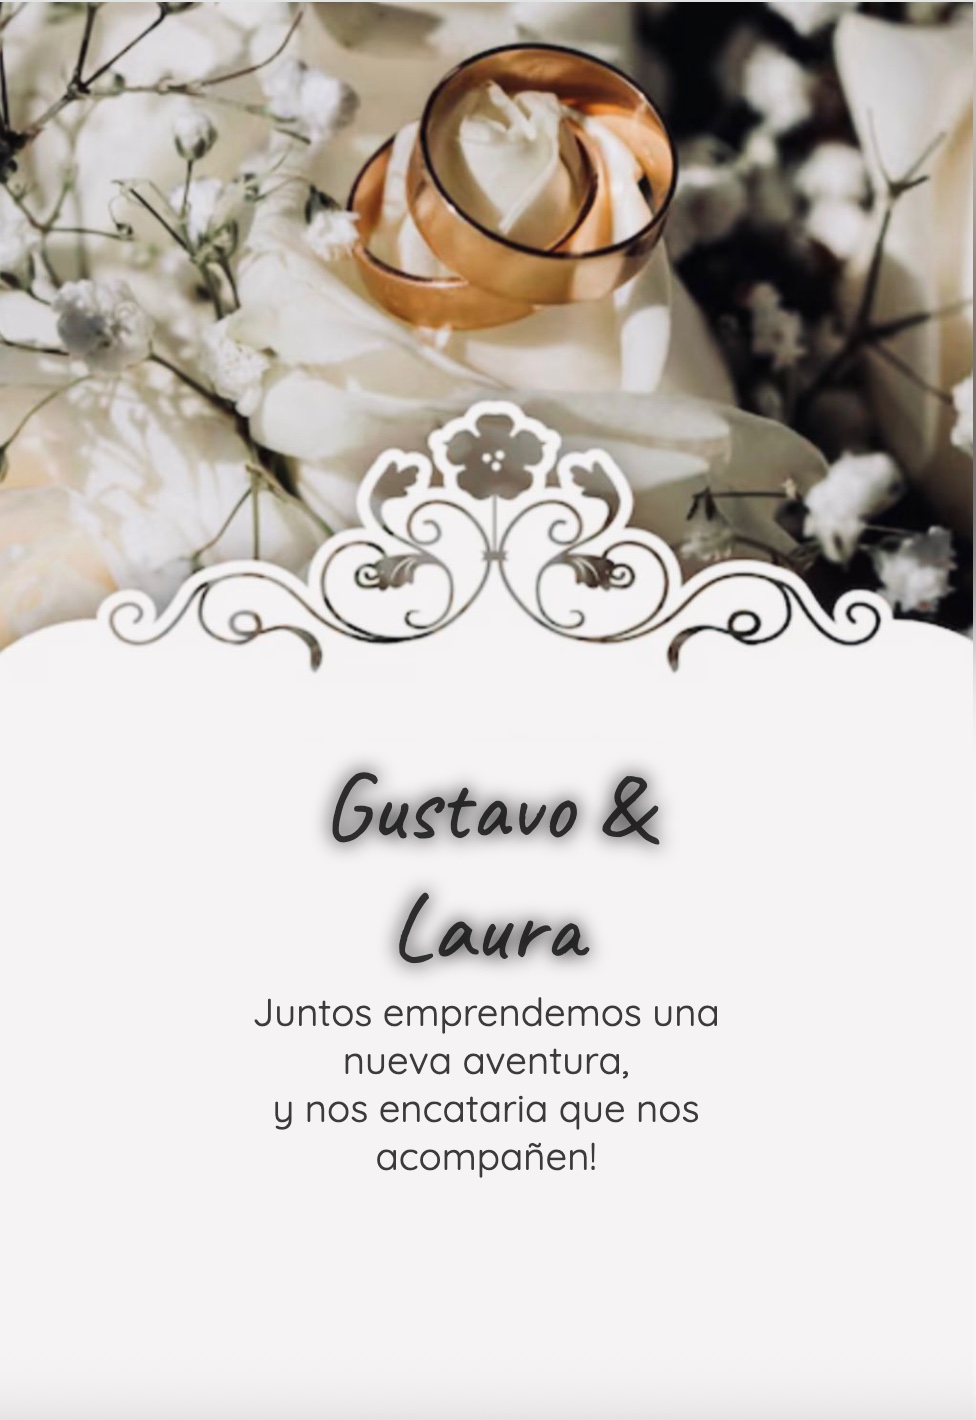 Gustavo &
Laura
Juntos emprendemos una
nueva aventura,
y nos encataria que nos
acompañen!